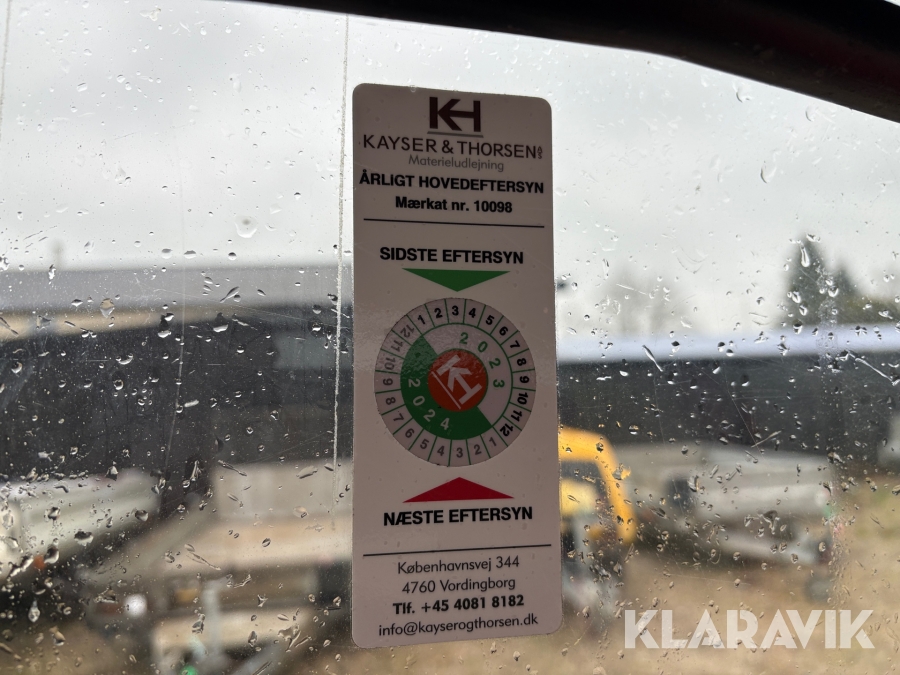 KH
KAYSER & THORSEN A/S
Materieludlejning
ÅRLIGT HOVEDEFTERSYN
Mærkat nr. 10098
SIDSTE EFTERSYN
1 2 3 4 5 6 7 8 9 10 11 12
2023
KH
2024
1 2 3 4 5 6 7 8 9 10 11 12
NÆSTE EFTERSYN
Københavnsvej 344
4760 Vordingborg
Tlf. +45 4081 8182
info@kayserogthorsen.dk
KLARAVIK